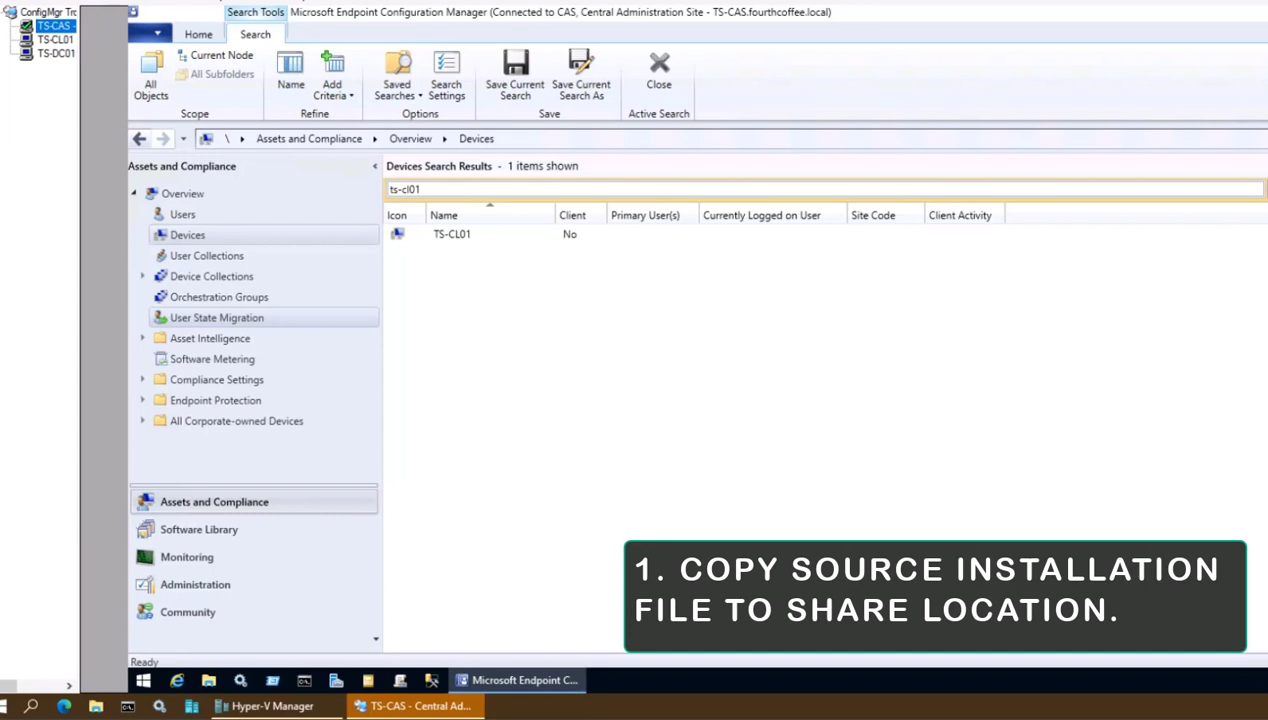 ConfigMgr Trc
TS-CAS -
TS-CL01
TS-DC01
Search Tools
Microsoft Endpoint Configuration Manager (Connected to CAS, Central Administration Site - TS-CAS.fourthcoffee.local)
Home
Search
All Objects
Current Node
All Subfolders
Scope
Name
Add Criteria
Refine
Saved Searches
Search Settings
Options
Save Current Search
Save Current Search As
Save
Close
Active Search
\ Assets and Compliance Overview Devices
Assets and Compliance
Overview
Users
Devices
User Collections
Device Collections
Orchestration Groups
User State Migration
Asset Intelligence
Software Metering
Compliance Settings
Endpoint Protection
All Corporate-owned Devices
Assets and Compliance
Software Library
Monitoring
Administration
Community
Devices Search Results - 1 items shown
ts-cl01
Icon Name Client Primary User(s) Currently Logged on User Site Code Client Activity
TS-CL01 No
1. COPY SOURCE INSTALLATION
FILE TO SHARE LOCATION.
Ready
Microsoft Endpoint C...
Hyper-V Manager
TS-CAS - Central Ad...